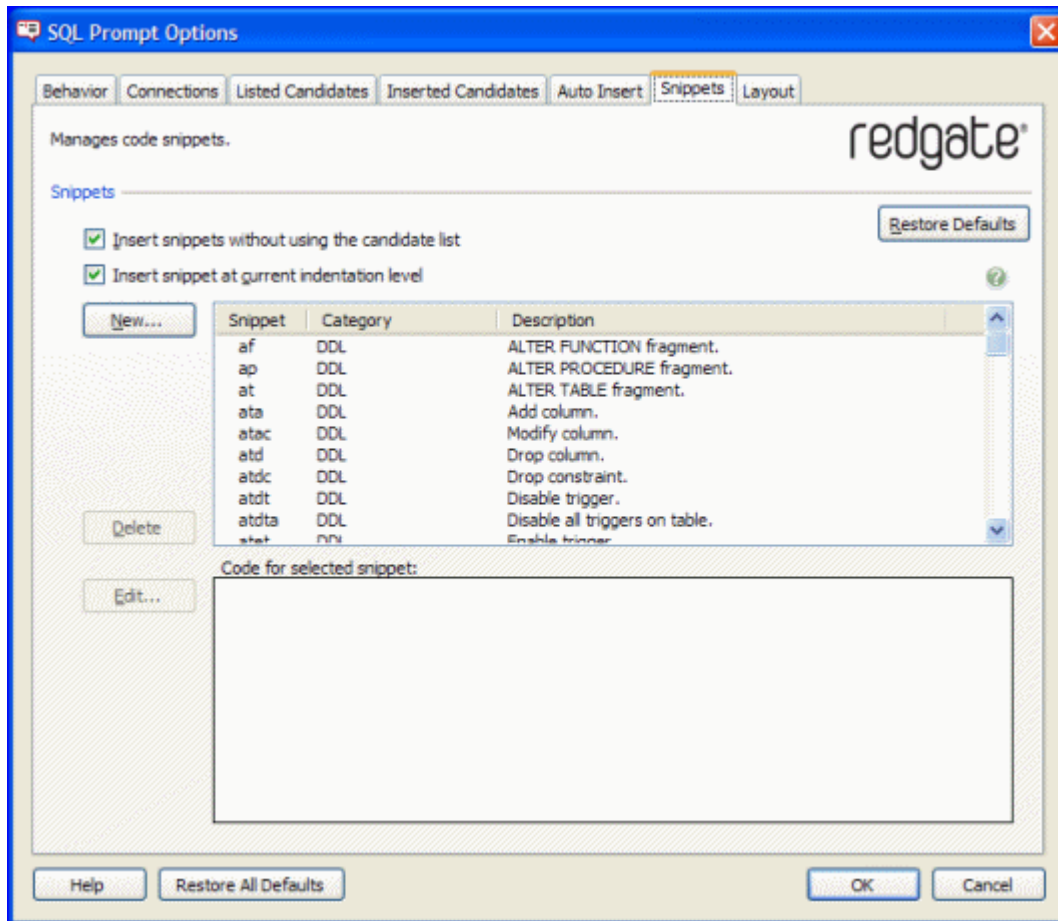 SQL Prompt Options
Behavior Connections Listed Candidates Inserted Candidates Auto Insert Snippets Layout
Manages code snippets.
redgate®
Snippets
Restore Defaults
Insert snippets without using the candidate list
Insert snippet at current indentation level
New...
Snippet Category Description
af DDL ALTER FUNCTION fragment.
ap DDL ALTER PROCEDURE fragment.
at DDL ALTER TABLE fragment.
ata DDL Add column.
atac DDL Modify column.
atd DDL Drop column.
atdc DDL Drop constraint.
atdt DDL Disable trigger.
atdta DDL Disable all triggers on table.
atet DDL Enable trigger.
Delete
Code for selected snippet:
Edit...
Help Restore All Defaults OK Cancel